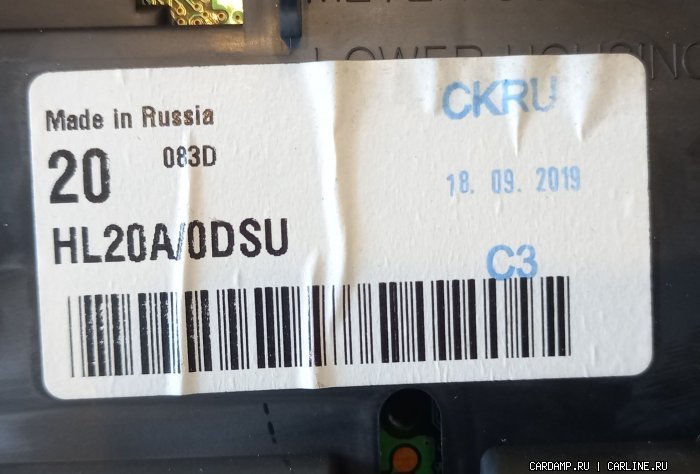 LOWER HOUSING
Made in Russia
CKRU
20
083D
18. 09. 2019
HL20A/0DSU
C3
CARDAMP.RU | CARLINE.RU